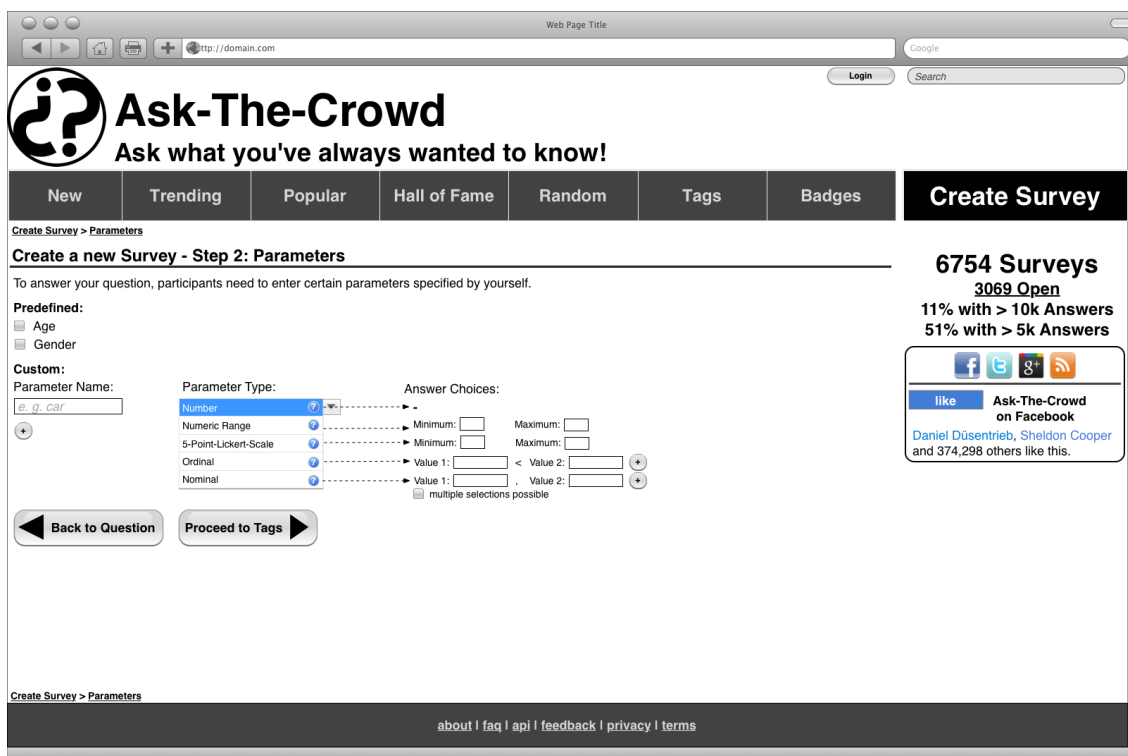 Web Page Title
ttp://domain.com
Google
Login
Search
Ask-The-Crowd
Ask what you've always wanted to know!
New Trending Popular Hall of Fame Random Tags Badges Create Survey
Create Survey > Parameters
Create a new Survey - Step 2: Parameters
To answer your question, participants need to enter certain parameters specified by yourself.
Predefined:
Age
Gender
Custom:
Parameter Name: Parameter Type: Answer Choices:
e. g. car
Number ? -
Numeric Range ? Minimum: Maximum:
5-Point-Lickert-Scale ? Minimum: Maximum:
Ordinal ? Value 1: < Value 2: +
Nominal ? Value 1: , Value 2: +
multiple selections possible
+
Back to Question Proceed to Tags
6754 Surveys
3069 Open
11% with > 10k Answers
51% with > 5k Answers
f t g+
like Ask-The-Crowd
on Facebook
Daniel Düsentrieb, Sheldon Cooper
and 374,298 others like this.
Create Survey > Parameters
about | faq | api | feedback | privacy | terms